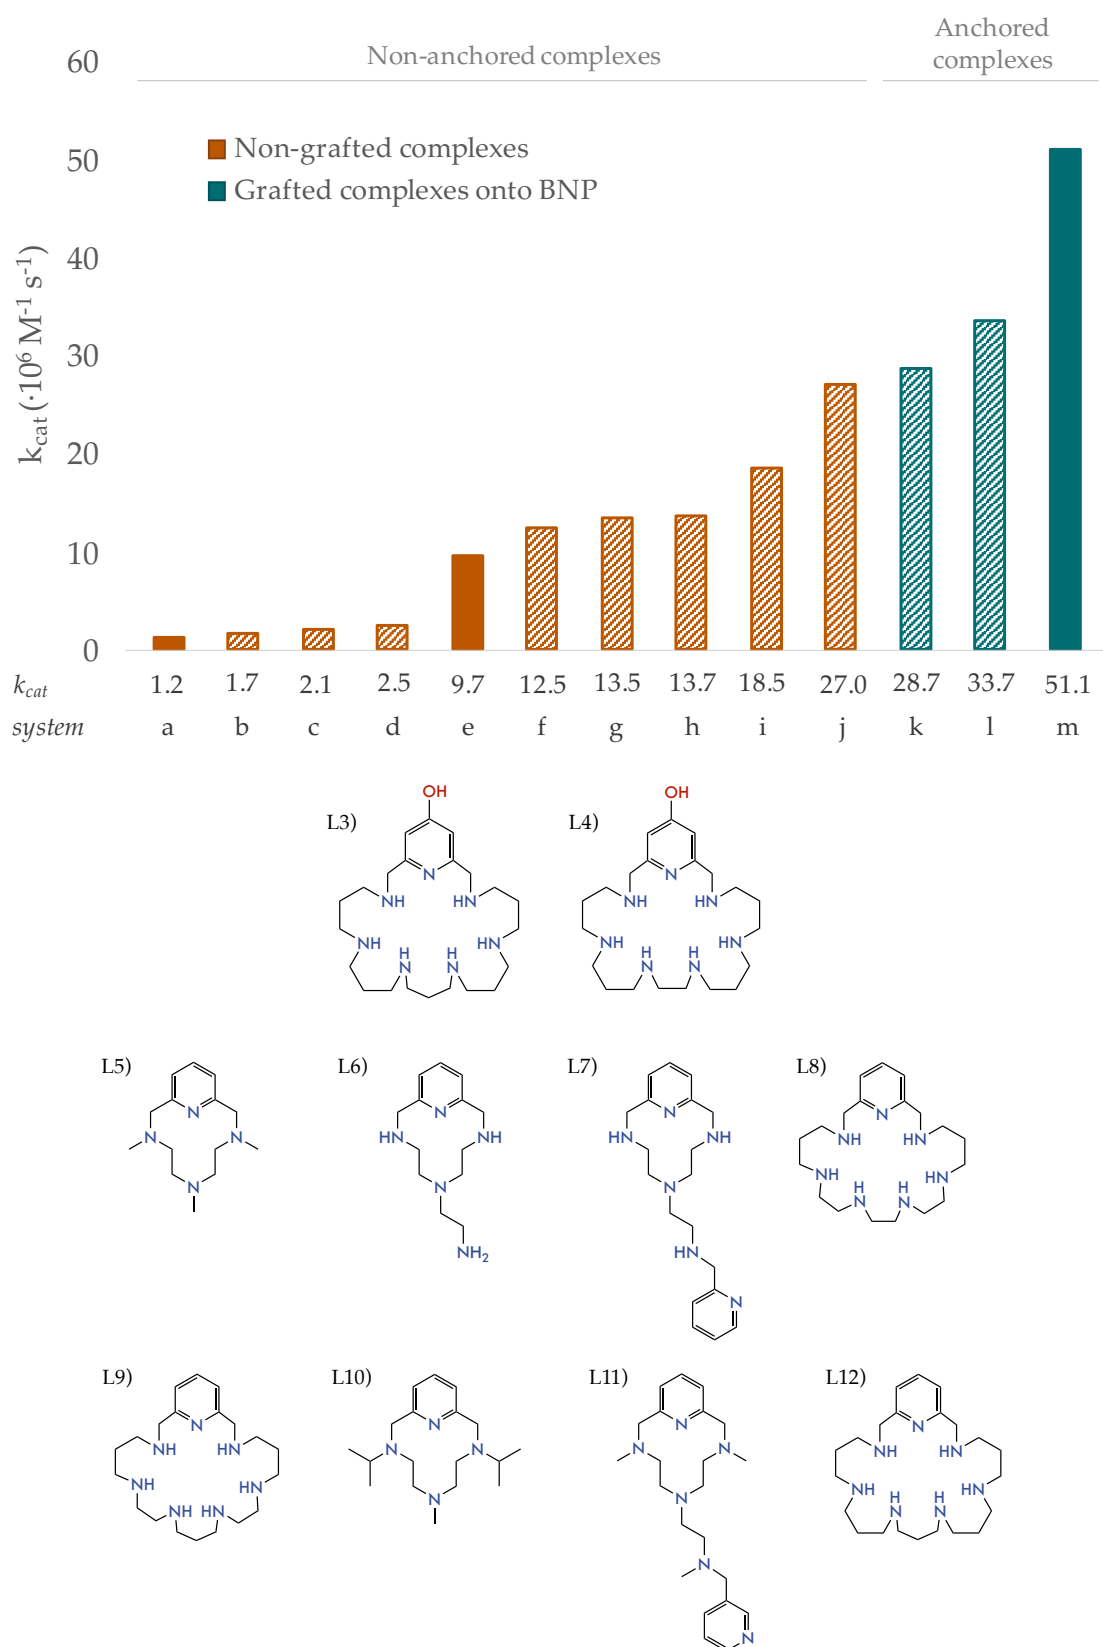 Anchored
complexes
Non-anchored complexes
60
Non-grafted complexes
Grafted complexes onto BNP
50
40
30
20
10
0
k_cat (·10⁶ M⁻¹ s⁻¹)
k_cat 1.2 1.7 2.1 2.5 9.7 12.5 13.5 13.7 18.5 27.0 28.7 33.7 51.1
system a b c d e f g h i j k l m
L3) OH L4) OH
N N
NH HN NH HN
NH HN NH HN
H N H N H N H N
L5) L6) L7) L8)
N N N N
N N HN NH HN NH NH HN
N N N NH HN
H N H N
NH₂ HN
N
L9) L10) L11) L12)
N N N N
NH HN N N N N NH HN
NH HN NH HN
NH HN N N H N H N
N
N